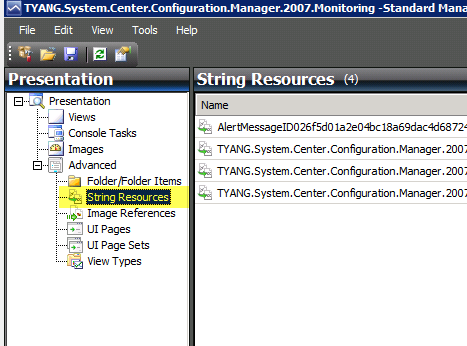 TYANG.System.Center.Configuration.Manager.2007.Monitoring -Standard Mana
File Edit View Tools Help
Presentation
String Resources (4)
Presentation
Name
Views
Console Tasks
AlertMessageID026f5d01a2e04bc18a69dac4d68724
Images
TYANG.System.Center.Configuration.Manager.2007
Advanced
TYANG.System.Center.Configuration.Manager.2007
Folder/Folder Items
String Resources
TYANG.System.Center.Configuration.Manager.2007
Image References
UI Pages
UI Page Sets
View Types